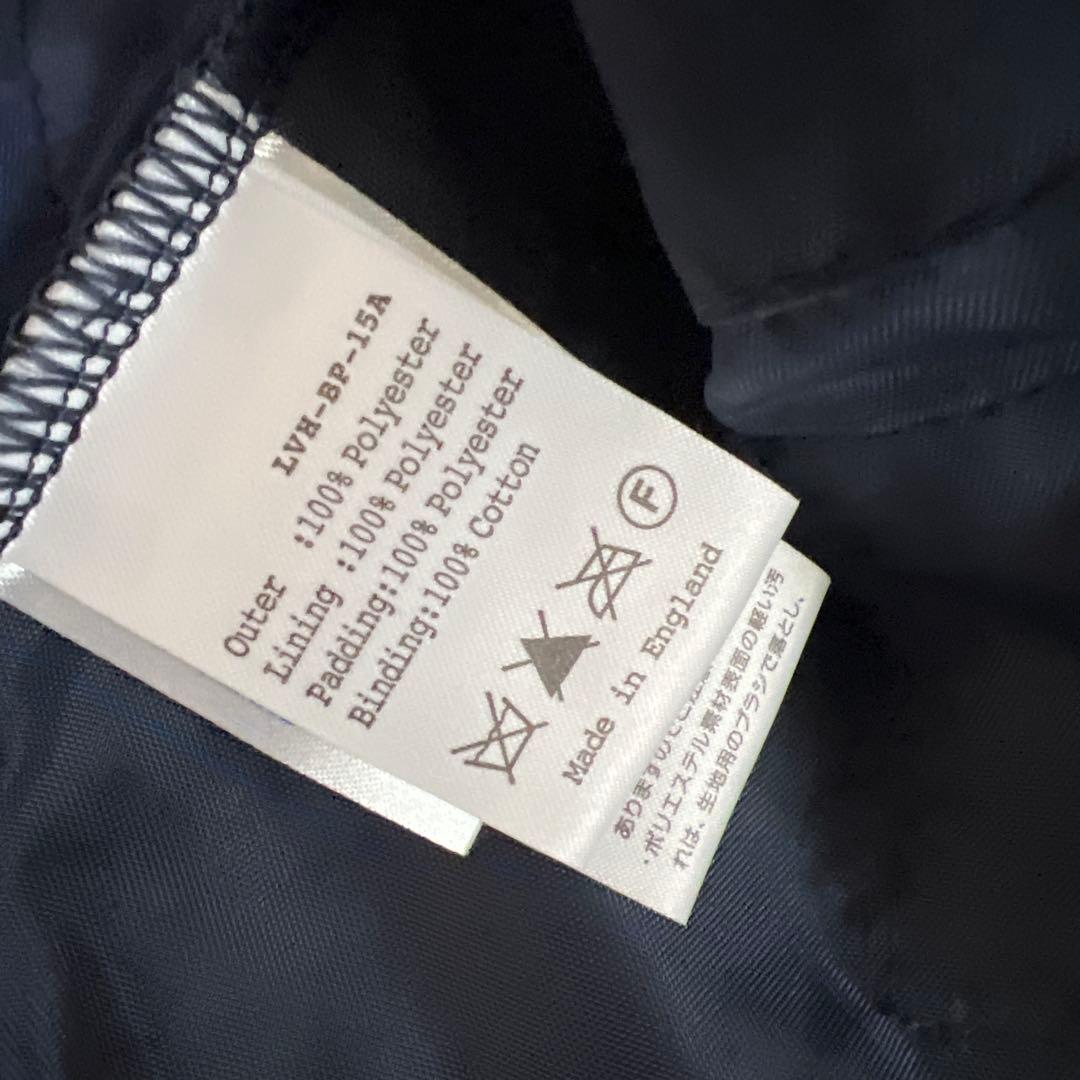 LVH-BP-15A
Outer :100% Polyester
Lining :100% Polyester
Padding:100% Polyester
Binding:100% Cotton
F
Made in England
ありますので
・ポリエステル素材表面の軽い汚
れは、生地用のブラシで落とし、